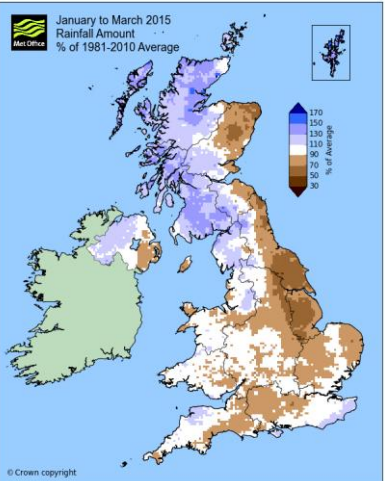 Met Office
January to March 2015
Rainfall Amount
% of 1981-2010 Average
170
150
130
110
90
70
50
30
% of Average
© Crown copyright